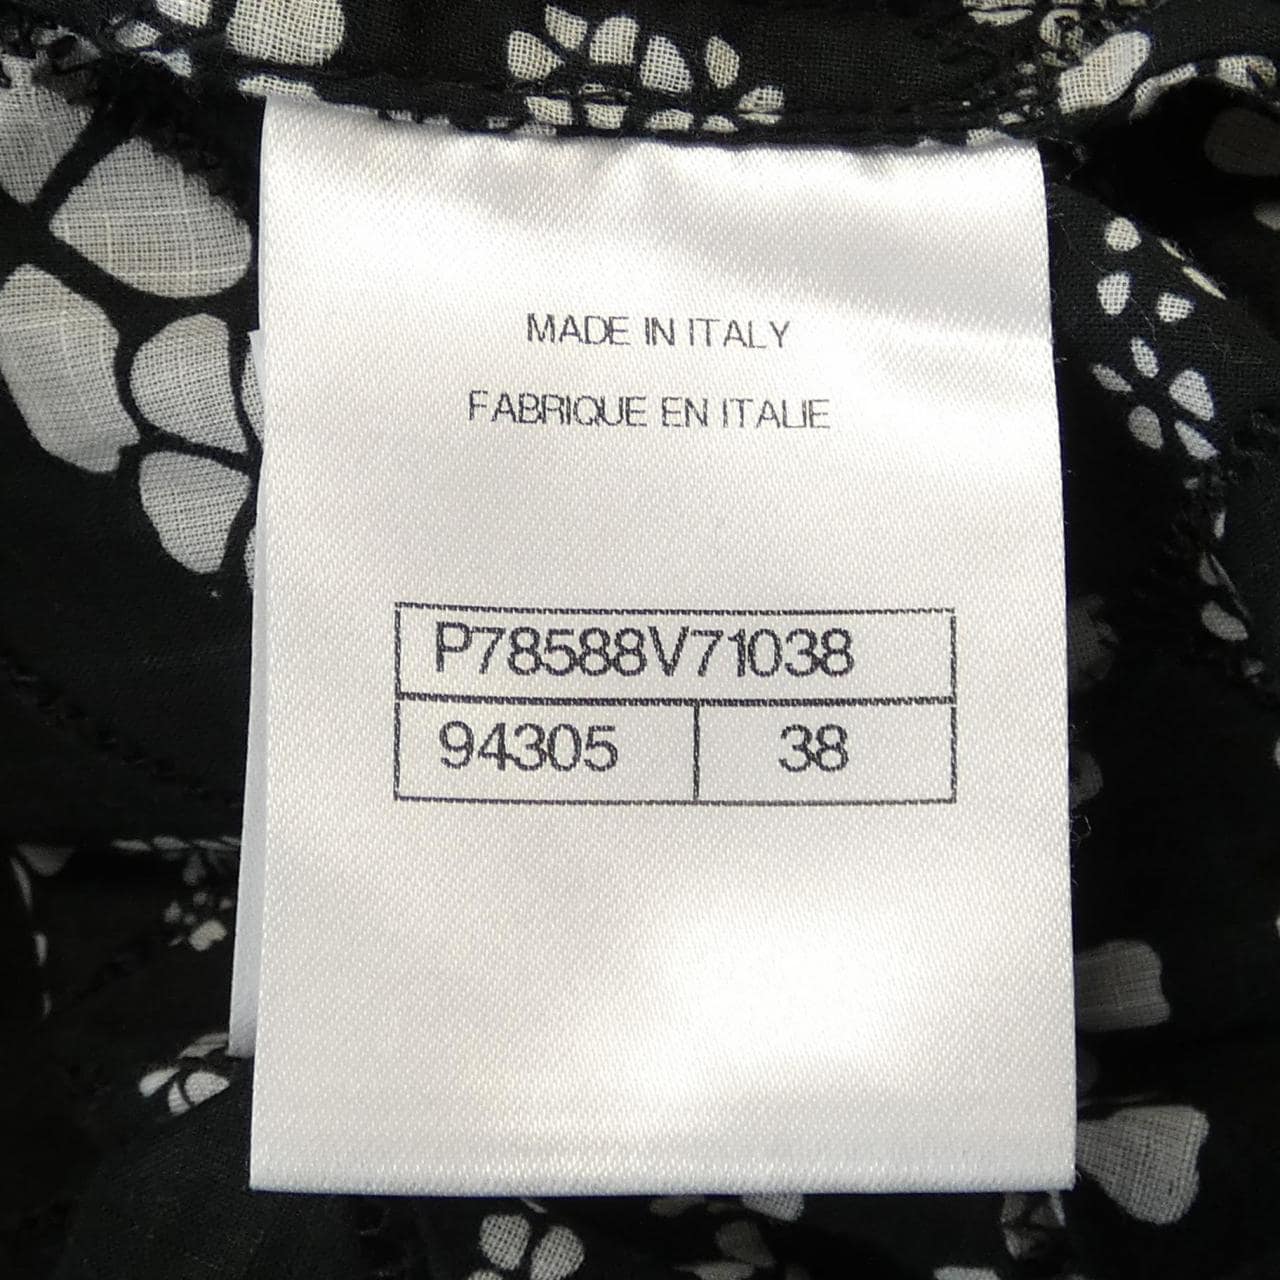 MADE IN ITALY
FABRIQUE EN ITALIE
P78588V71038
94305 38